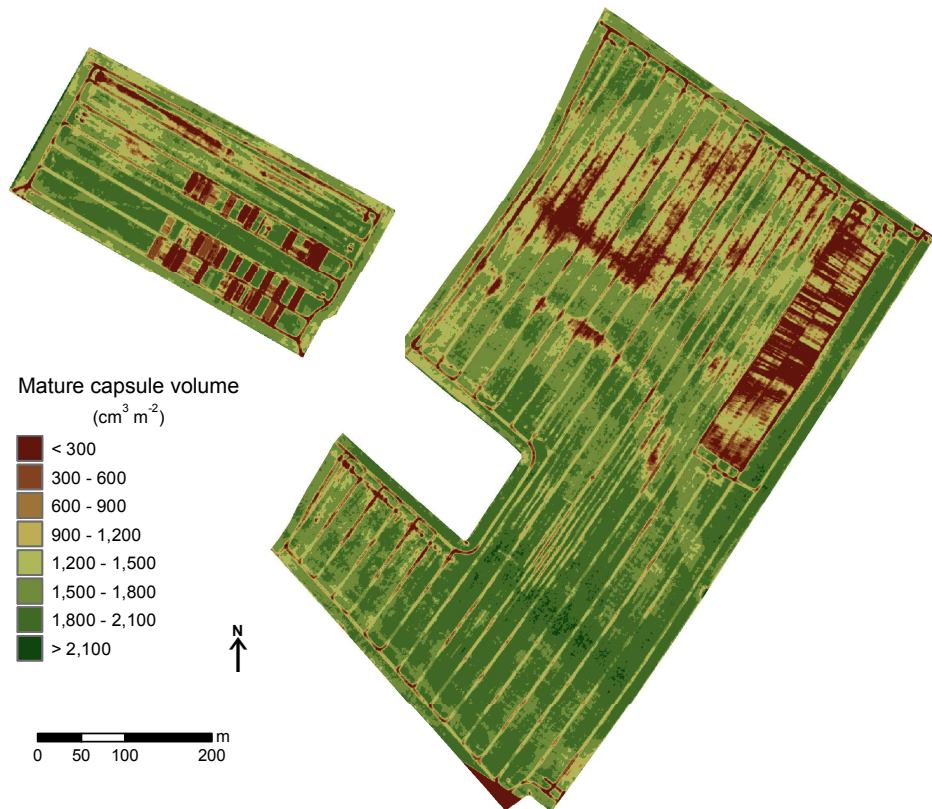 Mature capsule volume
(cm³ m⁻²)
< 300
300 - 600
600 - 900
900 - 1,200
1,200 - 1,500
1,500 - 1,800
1,800 - 2,100
> 2,100
N
m
0 50 100 200